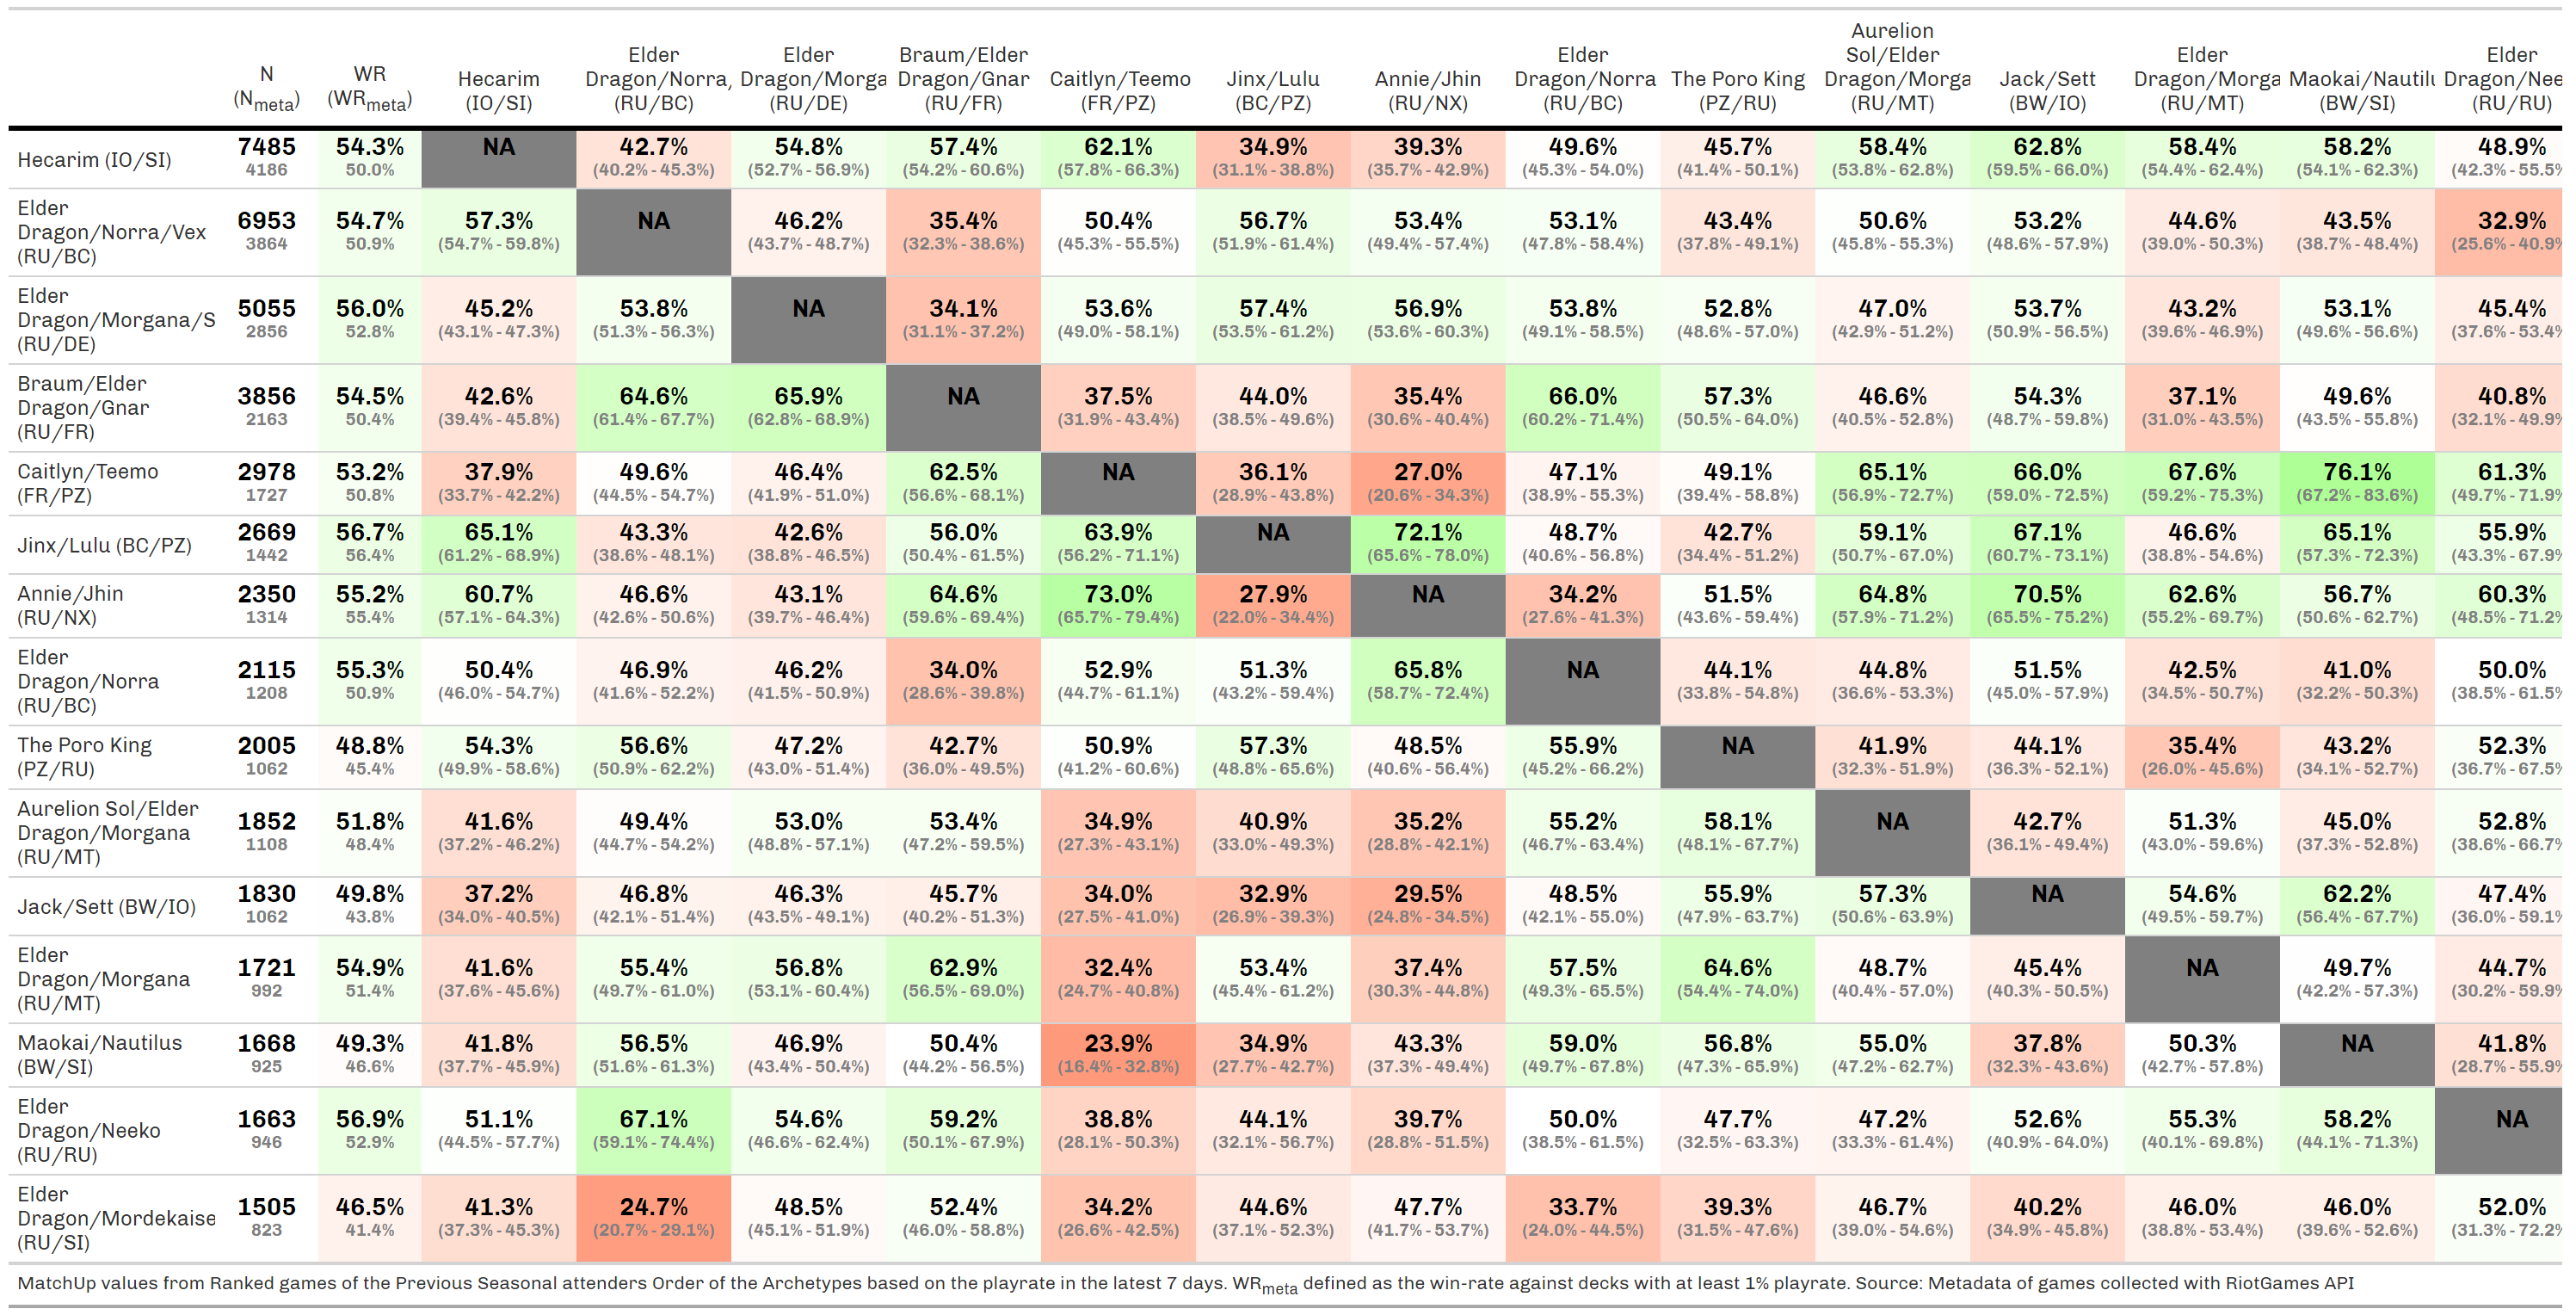 N (Nmeta) WR (WRmeta) Hecarim (IO/SI) Elder Dragon/Norra, (RU/BC) Elder Dragon/Morga (RU/DE) Braum/Elder Dragon/Gnar (RU/FR) Caitlyn/Teemo (FR/PZ) Jinx/Lulu (BC/PZ) Annie/Jhin (RU/NX) Elder Dragon/Norra (RU/BC) The Poro King (PZ/RU) Aurelion Sol/Elder Dragon/Morga (RU/MT) Jack/Sett (BW/IO) Elder Dragon/Morga (RU/MT) Maokai/Nautilu (BW/SI) Elder Dragon/Nee (RU/RU)
Hecarim (IO/SI) 7485 54.3% NA 42.7% 54.8% 57.4% 62.1% 34.9% 39.3% 49.6% 45.7% 58.4% 62.8% 58.4% 58.2% 48.9%
4186 50.0% (40.2% - 45.3%) (52.7% - 56.9%) (54.2% - 60.6%) (57.8% - 66.3%) (31.1% - 38.8%) (35.7% - 42.9%) (45.3% - 54.0%) (41.4% - 50.1%) (53.8% - 62.8%) (59.5% - 66.0%) (54.4% - 62.4%) (54.1% - 62.3%) (42.3% - 55.5%
Elder Dragon/Norra/Vex (RU/BC) 6953 54.7% 57.3% NA 46.2% 35.4% 50.4% 56.7% 53.4% 53.1% 43.4% 50.6% 53.2% 44.6% 43.5% 32.9%
3864 50.9% (54.7% - 59.8%) (43.7% - 48.7%) (32.3% - 38.6%) (45.3% - 55.5%) (51.9% - 61.4%) (49.4% - 57.4%) (47.8% - 58.4%) (37.8% - 49.1%) (45.8% - 55.3%) (48.6% - 57.9%) (39.0% - 50.3%) (38.7% - 48.4%) (25.6% - 40.9%
Elder Dragon/Morgana/S (RU/DE) 5055 56.0% 45.2% 53.8% NA 34.1% 53.6% 57.4% 56.9% 53.8% 52.8% 47.0% 53.7% 43.2% 53.1% 45.4%
2856 52.8% (43.1% - 47.3%) (51.3% - 56.3%) (31.1% - 37.2%) (49.0% - 58.1%) (53.5% - 61.2%) (53.6% - 60.3%) (49.1% - 58.5%) (48.6% - 57.0%) (42.9% - 51.2%) (50.9% - 56.5%) (39.6% - 46.9%) (49.6% - 56.6%) (37.6% - 53.4%
Braum/Elder Dragon/Gnar (RU/FR) 3856 54.5% 42.6% 64.6% 65.9% NA 37.5% 44.0% 35.4% 66.0% 57.3% 46.6% 54.3% 37.1% 49.6% 40.8%
2163 50.4% (39.4% - 45.8%) (61.4% - 67.7%) (62.8% - 68.9%) (31.9% - 43.4%) (38.5% - 49.6%) (30.6% - 40.4%) (60.2% - 71.4%) (50.5% - 64.0%) (40.5% - 52.8%) (48.7% - 59.8%) (31.0% - 43.5%) (43.5% - 55.8%) (32.1% - 49.9%
Caitlyn/Teemo (FR/PZ) 2978 53.2% 37.9% 49.6% 46.4% 62.5% NA 36.1% 27.0% 47.1% 49.1% 65.1% 66.0% 67.6% 76.1% 61.3%
1727 50.8% (33.7% - 42.2%) (44.5% - 54.7%) (41.9% - 51.0%) (56.6% - 68.1%) (28.9% - 43.8%) (20.6% - 34.3%) (38.9% - 55.3%) (39.4% - 58.8%) (56.9% - 72.7%) (59.0% - 72.5%) (59.2% - 75.3%) (67.2% - 83.6%) (49.7% - 71.9%
Jinx/Lulu (BC/PZ) 2669 56.7% 65.1% 43.3% 42.6% 56.0% 63.9% NA 72.1% 48.7% 42.7% 59.1% 67.1% 46.6% 65.1% 55.9%
1442 56.4% (61.2% - 68.9%) (38.6% - 48.1%) (38.8% - 46.5%) (50.4% - 61.5%) (56.2% - 71.1%) (65.6% - 78.0%) (40.6% - 56.8%) (34.4% - 51.2%) (50.7% - 67.0%) (60.7% - 73.1%) (38.8% - 54.6%) (57.3% - 72.3%) (43.3% - 67.9%
Annie/Jhin (RU/NX) 2350 55.2% 60.7% 46.6% 43.1% 64.6% 73.0% 27.9% NA 34.2% 51.5% 64.8% 70.5% 62.6% 56.7% 60.3%
1314 55.4% (57.1% - 64.3%) (42.6% - 50.6%) (39.7% - 46.4%) (59.6% - 69.4%) (65.7% - 79.4%) (22.0% - 34.4%) (27.6% - 41.3%) (43.6% - 59.4%) (57.9% - 71.2%) (65.5% - 75.2%) (55.2% - 69.7%) (50.6% - 62.7%) (48.5% - 71.2%
Elder Dragon/Norra (RU/BC) 2115 55.3% 50.4% 46.9% 46.2% 34.0% 52.9% 51.3% 65.8% NA 44.1% 44.8% 51.5% 42.5% 41.0% 50.0%
1208 50.9% (46.0% - 54.7%) (41.6% - 52.2%) (41.5% - 50.9%) (28.6% - 39.8%) (44.7% - 61.1%) (43.2% - 59.4%) (58.7% - 72.4%) (33.8% - 54.8%) (36.6% - 53.3%) (45.0% - 57.9%) (34.5% - 50.7%) (32.2% - 50.3%) (38.5% - 61.5%
The Poro King (PZ/RU) 2005 48.8% 54.3% 56.6% 47.2% 42.7% 50.9% 57.3% 48.5% 55.9% NA 41.9% 44.1% 35.4% 43.2% 52.3%
1062 45.4% (49.9% - 58.6%) (50.9% - 62.2%) (43.0% - 51.4%) (36.0% - 49.5%) (41.2% - 60.6%) (48.8% - 65.6%) (40.6% - 56.4%) (45.2% - 66.2%) (32.3% - 51.9%) (36.3% - 52.1%) (26.0% - 45.6%) (34.1% - 52.7%) (36.7% - 67.5%
Aurelion Sol/Elder Dragon/Morgana (RU/MT) 1852 51.8% 41.6% 49.4% 53.0% 53.4% 34.9% 40.9% 35.2% 55.2% 58.1% NA 42.7% 51.3% 45.0% 52.8%
1108 48.4% (37.2% - 46.2%) (44.7% - 54.2%) (48.8% - 57.1%) (47.2% - 59.5%) (27.3% - 43.1%) (33.0% - 49.3%) (28.8% - 42.1%) (46.7% - 63.4%) (48.1% - 67.7%) (36.1% - 49.4%) (43.0% - 59.6%) (37.3% - 52.8%) (38.6% - 66.7%
Jack/Sett (BW/IO) 1830 49.8% 37.2% 46.8% 46.3% 45.7% 34.0% 32.9% 29.5% 48.5% 55.9% 57.3% NA 54.6% 62.2% 47.4%
1062 43.8% (34.0% - 40.5%) (42.1% - 51.4%) (43.5% - 49.1%) (40.2% - 51.3%) (27.5% - 41.0%) (26.9% - 39.3%) (24.8% - 34.5%) (42.1% - 55.0%) (47.9% - 63.7%) (50.6% - 63.9%) (49.5% - 59.7%) (56.4% - 67.7%) (36.0% - 59.1%
Elder Dragon/Morgana (RU/MT) 1721 54.9% 41.6% 55.4% 56.8% 62.9% 32.4% 53.4% 37.4% 57.5% 64.6% 48.7% 45.4% NA 49.7% 44.7%
992 51.4% (37.6% - 45.6%) (49.7% - 61.0%) (53.1% - 60.4%) (56.5% - 69.0%) (24.7% - 40.8%) (45.4% - 61.2%) (30.3% - 44.8%) (49.3% - 65.5%) (54.4% - 74.0%) (40.4% - 57.0%) (40.3% - 50.5%) (42.2% - 57.3%) (30.2% - 59.9%
Maokai/Nautilus (BW/SI) 1668 49.3% 41.8% 56.5% 46.9% 50.4% 23.9% 34.9% 43.3% 59.0% 56.8% 55.0% 37.8% 50.3% NA 41.8%
925 46.6% (37.7% - 45.9%) (51.6% - 61.3%) (43.4% - 50.4%) (44.2% - 56.5%) (16.4% - 32.8%) (27.7% - 42.7%) (37.3% - 49.4%) (49.7% - 67.8%) (47.3% - 65.9%) (47.2% - 62.7%) (32.3% - 43.6%) (42.7% - 57.8%) (28.7% - 55.9%
Elder Dragon/Neeko (RU/RU) 1663 56.9% 51.1% 67.1% 54.6% 59.2% 38.8% 44.1% 39.7% 50.0% 47.7% 47.2% 52.6% 55.3% 58.2% NA
946 52.9% (44.5% - 57.7%) (59.1% - 74.4%) (46.6% - 62.4%) (50.1% - 67.9%) (28.1% - 50.3%) (32.1% - 56.7%) (28.8% - 51.5%) (38.5% - 61.5%) (32.5% - 63.3%) (33.3% - 61.4%) (40.9% - 64.0%) (40.1% - 69.8%) (44.1% - 71.3%)
Elder Dragon/Mordekaise (RU/SI) 1505 46.5% 41.3% 24.7% 48.5% 52.4% 34.2% 44.6% 47.7% 33.7% 39.3% 46.7% 40.2% 46.0% 46.0% 52.0%
823 41.4% (37.3% - 45.3%) (20.7% - 29.1%) (45.1% - 51.9%) (46.0% - 58.8%) (26.6% - 42.5%) (37.1% - 52.3%) (41.7% - 53.7%) (24.0% - 44.5%) (31.5% - 47.6%) (39.0% - 54.6%) (34.9% - 45.8%) (38.8% - 53.4%) (39.6% - 52.6%) (31.3% - 72.2%
MatchUp values from Ranked games of the Previous Seasonal attenders Order of the Archetypes based on the playrate in the latest 7 days. WRmeta defined as the win-rate against decks with at least 1% playrate. Source: Metadata of games collected with RiotGames API